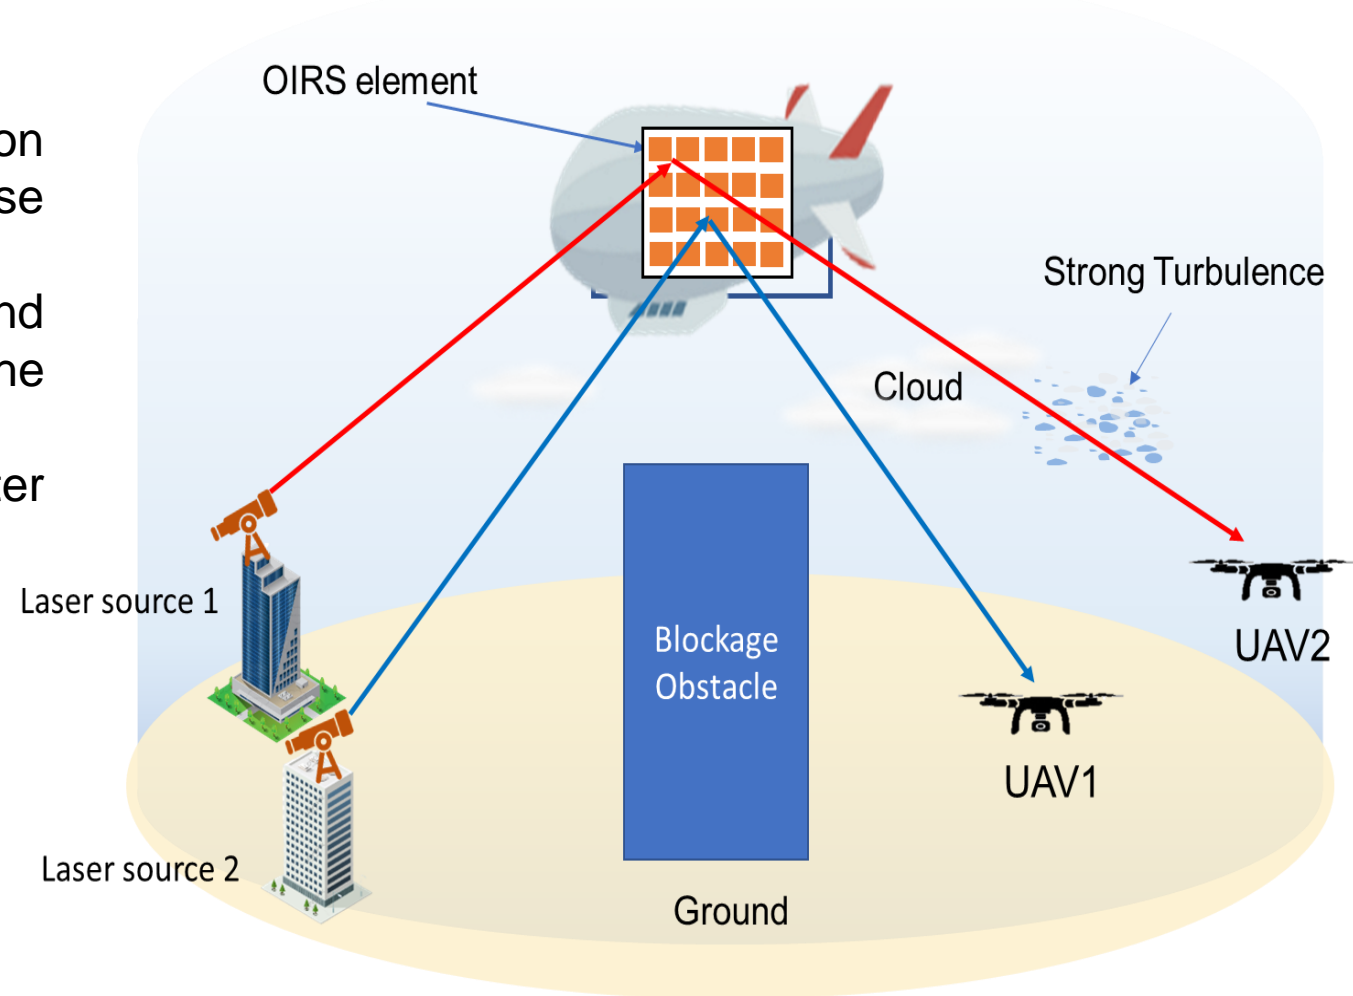 OIRS element
on
se
Strong Turbulence
nd
ne
Cloud
ter
Laser source 1
Blockage
Obstacle
UAV2
UAV1
Laser source 2
Ground